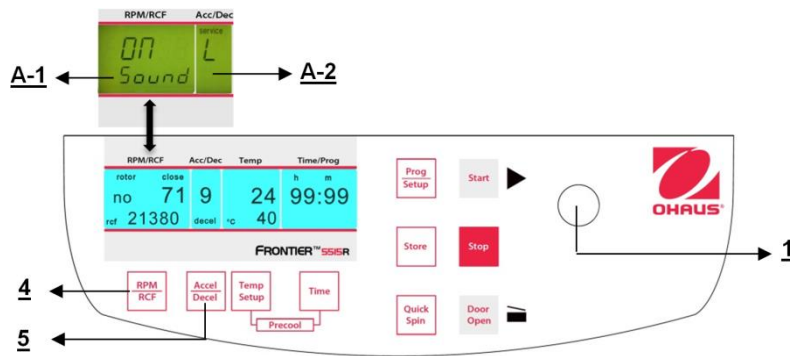 RPM/RCF Acc/Dec
service
ON L
Sound
A-1
A-2
RPM/RCF Acc/Dec Temp Time/Prog
rotor close h m
no 71 9 24 99:99
rcf 21380 decel °C 40
FRONTIER™ 5515R
Prog
Setup
Start
OHAUS®
Store
Stop
1
4
RPM
RCF
Accel
Decel
Temp
Setup
Time
Precool
5
Quick
Spin
Door
Open